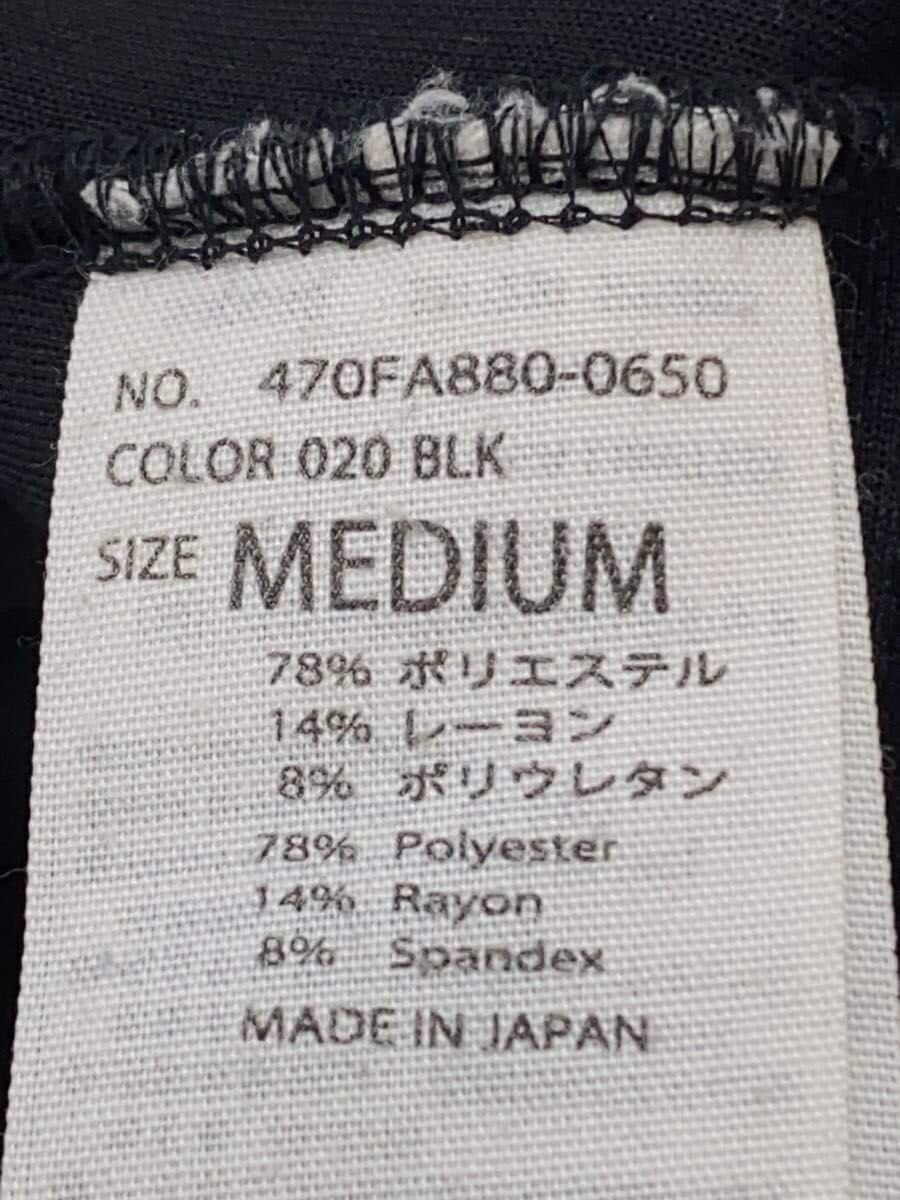 NO. 470FA880-0650
COLOR 020 BLK
SIZE MEDIUM
78% ポリエステル
14% レーヨン
8% ポリウレタン
78% Polyester
14% Rayon
8% Spandex
MADE IN JAPAN